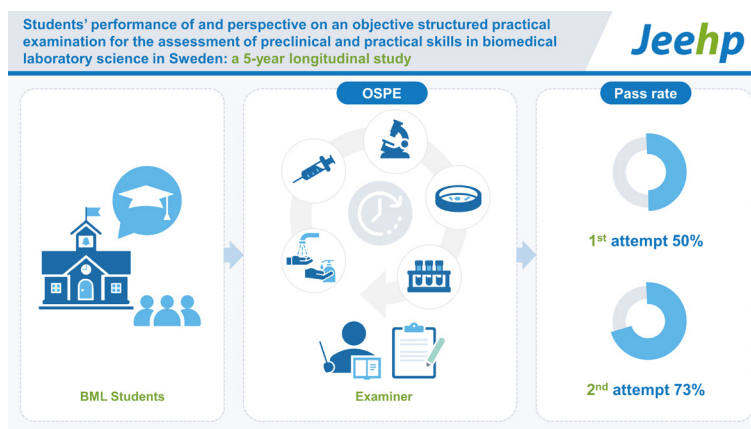 Students' performance of and perspective on an objective structured practical
examination for the assessment of preclinical and practical skills in biomedical
laboratory science in Sweden: a 5-year longitudinal study
Jeehp
OSPE
Pass rate
1st attempt 50%
2nd attempt 73%
BML Students
Examiner